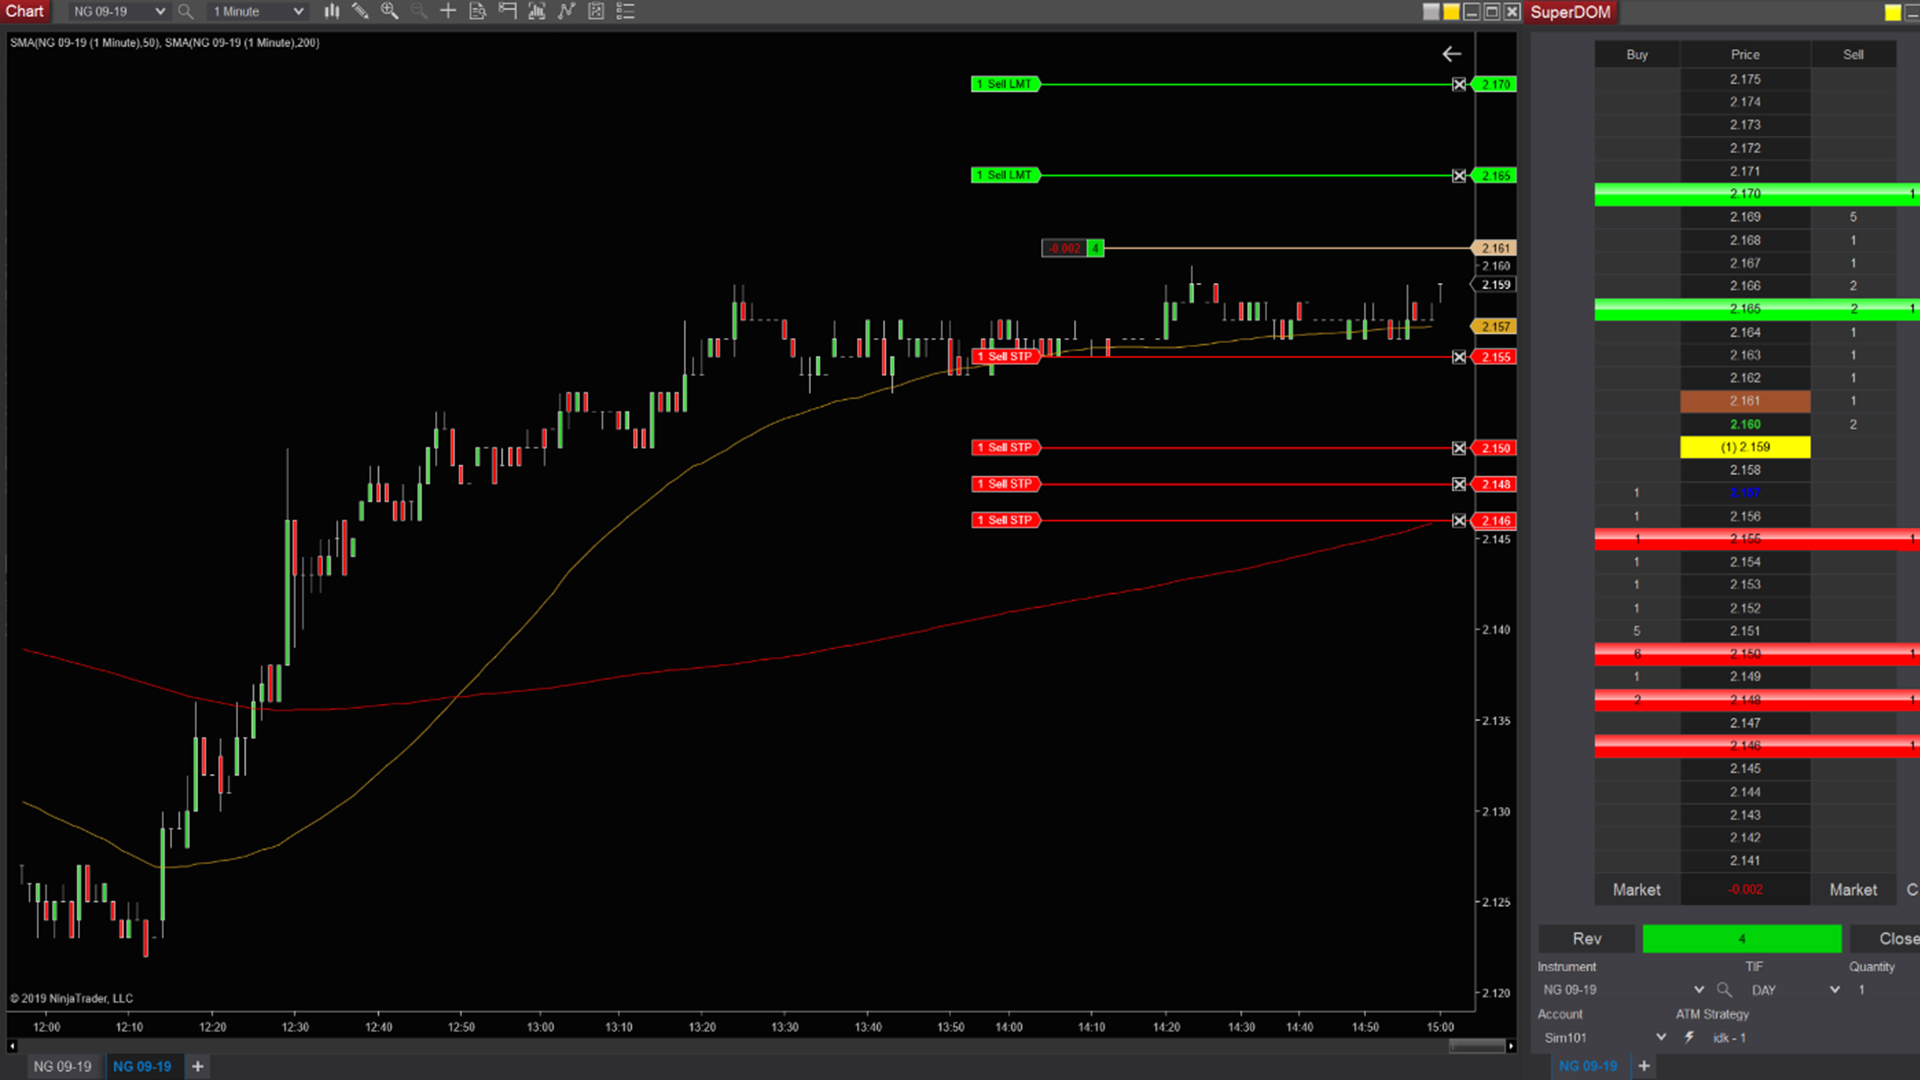 Chart
NG 09-19
1 Minute
SuperDOM
SMA(NG 09-19 (1 Minute),50), SMA(NG 09-19 (1 Minute),200)
1 Sell LMT
2.170
1 Sell LMT
2.165
-0.002 4
2.161
2.160
2.159
2.157
1 Sell STP
2.155
1 Sell STP
2.150
1 Sell STP
2.148
1 Sell STP
2.146
2.145
2.140
2.135
2.130
2.125
2.120
© 2019 NinjaTrader, LLC
12:00 12:10 12:20 12:30 12:40 12:50 13:00 13:10 13:20 13:30 13:40 13:50 14:00 14:10 14:20 14:30 14:40 14:50 15:00
NG 09-19
NG 09-19
+
Buy Price Sell
2.175
2.174
2.173
2.172
2.171
2.170 1
2.169 5
2.168 1
2.167 1
2.166 2
2.165 2 1
2.164 1
2.163 1
2.162 1
2.161 1
2.160 2
(1) 2.159
2.158
1 2.157
1 2.156
1 2.155 1
1 2.154
1 2.153
1 2.152
5 2.151
6 2.150 1
1 2.149
2 2.148 1
2.147
2.146 1
2.145
2.144
2.143
2.142
2.141
Market -0.002 Market C
Rev 4 Close
Instrument TIF Quantity
NG 09-19 DAY 1
Account ATM Strategy
Sim101 idk - 1
NG 09-19 +